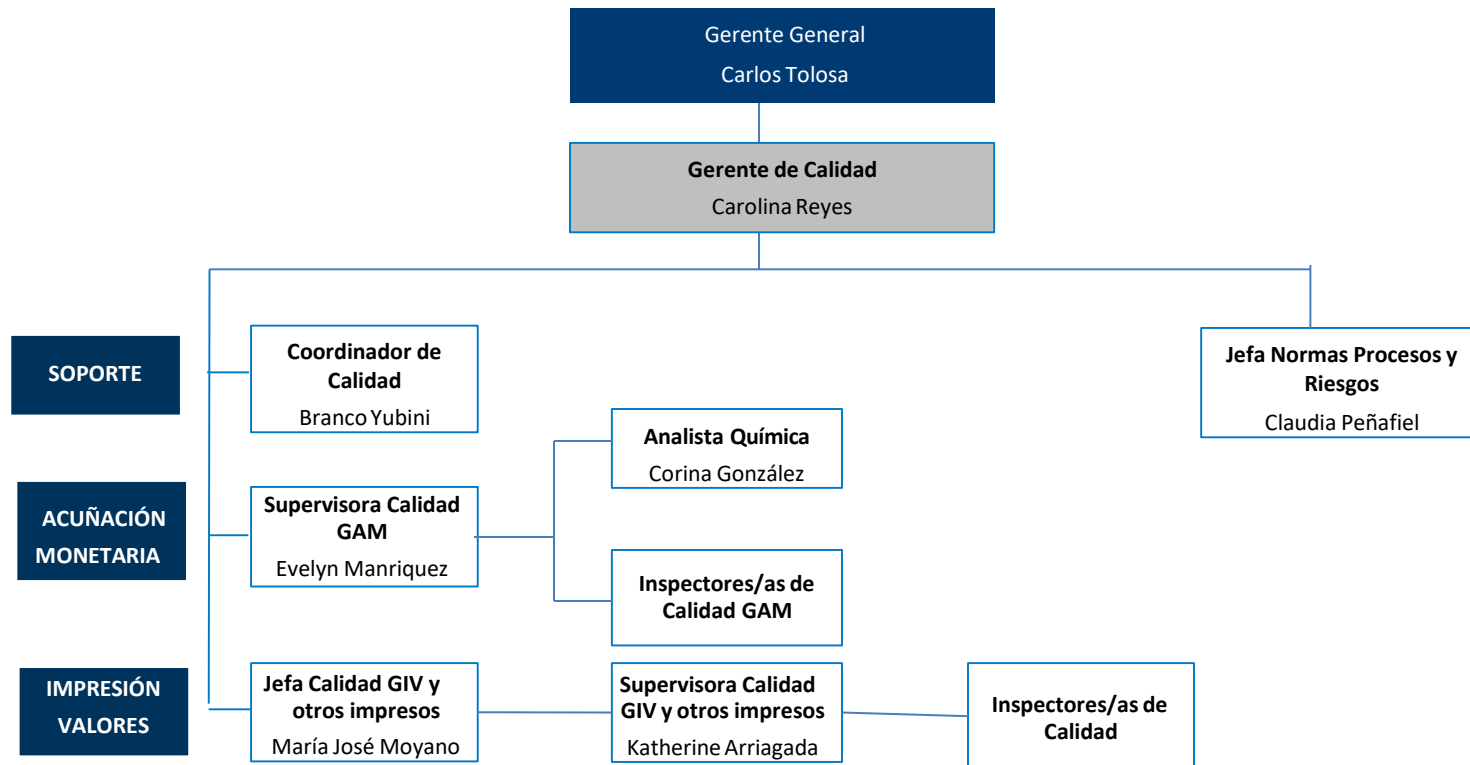 Gerente General
Carlos Tolosa
Gerente de Calidad
Carolina Reyes
SOPORTE
Coordinador de
Calidad
Branco Yubini
Jefa Normas Procesos y
Riesgos
Claudia Peñafiel
Analista Química
Corina González
ACUÑACIÓN
MONETARIA
Supervisora Calidad
GAM
Evelyn Manriquez
Inspectores/as de
Calidad GAM
IMPRESIÓN
VALORES
Jefa Calidad GIV y
otros impresos
María José Moyano
Supervisora Calidad
GIV y otros impresos
Katherine Arriagada
Inspectores/as de
Calidad